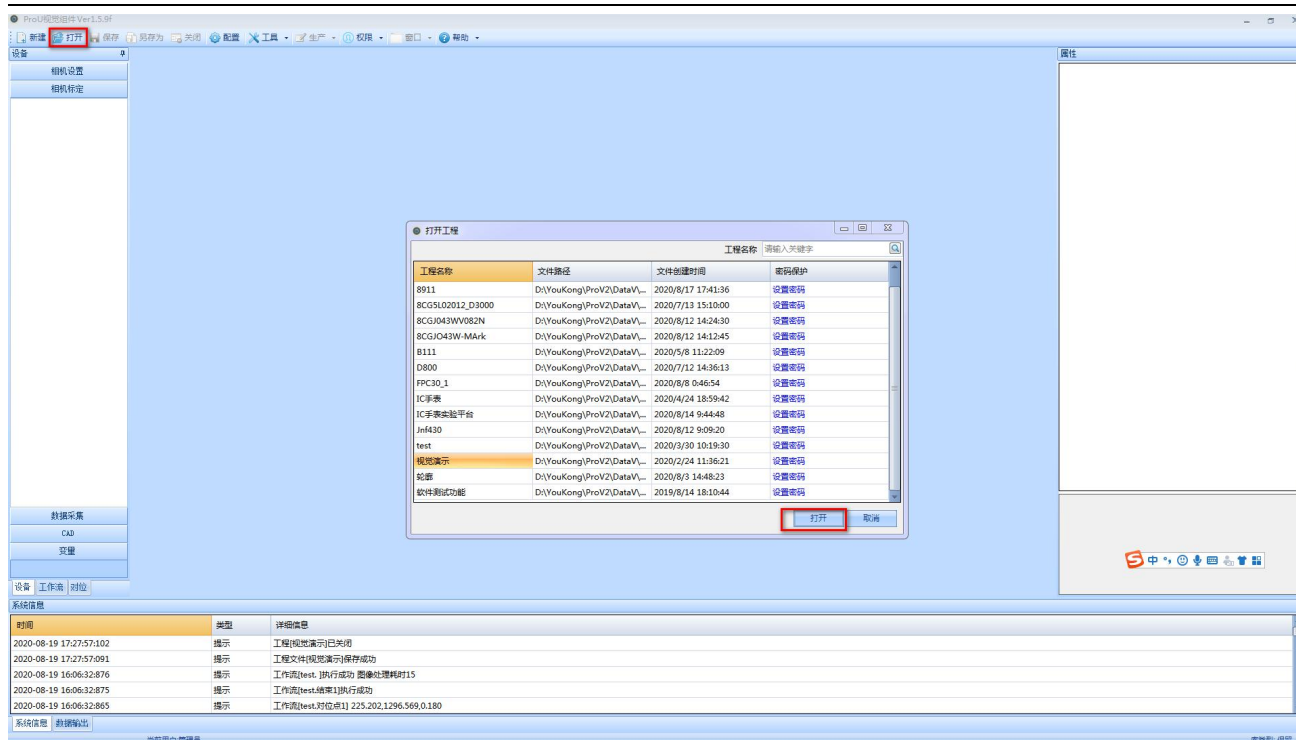 ProU视觉组件 Ver1.5.9f
新建 打开 保存 另存为 关闭 配置 工具 生产 权限 窗口 帮助
设备
属性
相机设置
相机标定
打开工程
工程名称 请输入关键字
工程名称 文件路径 文件创建时间 密码保护
8911 D:\YouKong\ProV2\DataV\... 2020/8/17 17:41:36 设置密码
8CG5L02012_D3000 D:\YouKong\ProV2\DataV\... 2020/7/13 15:10:00 设置密码
8CGJ043WV082N D:\YouKong\ProV2\DataV\... 2020/8/12 14:24:30 设置密码
8CGJO43W-MArk D:\YouKong\ProV2\DataV\... 2020/8/12 14:12:45 设置密码
B111 D:\YouKong\ProV2\DataV\... 2020/5/8 11:22:09 设置密码
D800 D:\YouKong\ProV2\DataV\... 2020/7/12 14:36:13 设置密码
FPC30_1 D:\YouKong\ProV2\DataV\... 2020/8/8 0:46:54 设置密码
IC手表 D:\YouKong\ProV2\DataV\... 2020/4/24 18:59:42 设置密码
IC手表实验平台 D:\YouKong\ProV2\DataV\... 2020/8/14 9:44:48 设置密码
Jnf430 D:\YouKong\ProV2\DataV\... 2020/8/12 9:09:20 设置密码
test D:\YouKong\ProV2\DataV\... 2020/3/30 10:19:30 设置密码
视觉演示 D:\YouKong\ProV2\DataV\... 2020/2/24 11:36:21 设置密码
轮廓 D:\YouKong\ProV2\DataV\... 2020/8/3 14:48:23 设置密码
软件测试功能 D:\YouKong\ProV2\DataV\... 2019/8/14 18:10:44 设置密码
打开 取消
数据采集
CAD
变量
中
设备 工作流 对位
系统信息
时间 类型 详细信息
2020-08-19 17:27:57:102 提示 工程[视觉演示]已关闭
2020-08-19 17:27:57:091 提示 工程文件[视觉演示]保存成功
2020-08-19 16:06:32:876 提示 工作流[test. ]执行成功 图像处理耗时15
2020-08-19 16:06:32:875 提示 工作流[test.结束1]执行成功
2020-08-19 16:06:32:865 提示 工作流[test.对位点1] 225.202,1296.569,0.180
系统信息 数据输出
当前用户:管理员